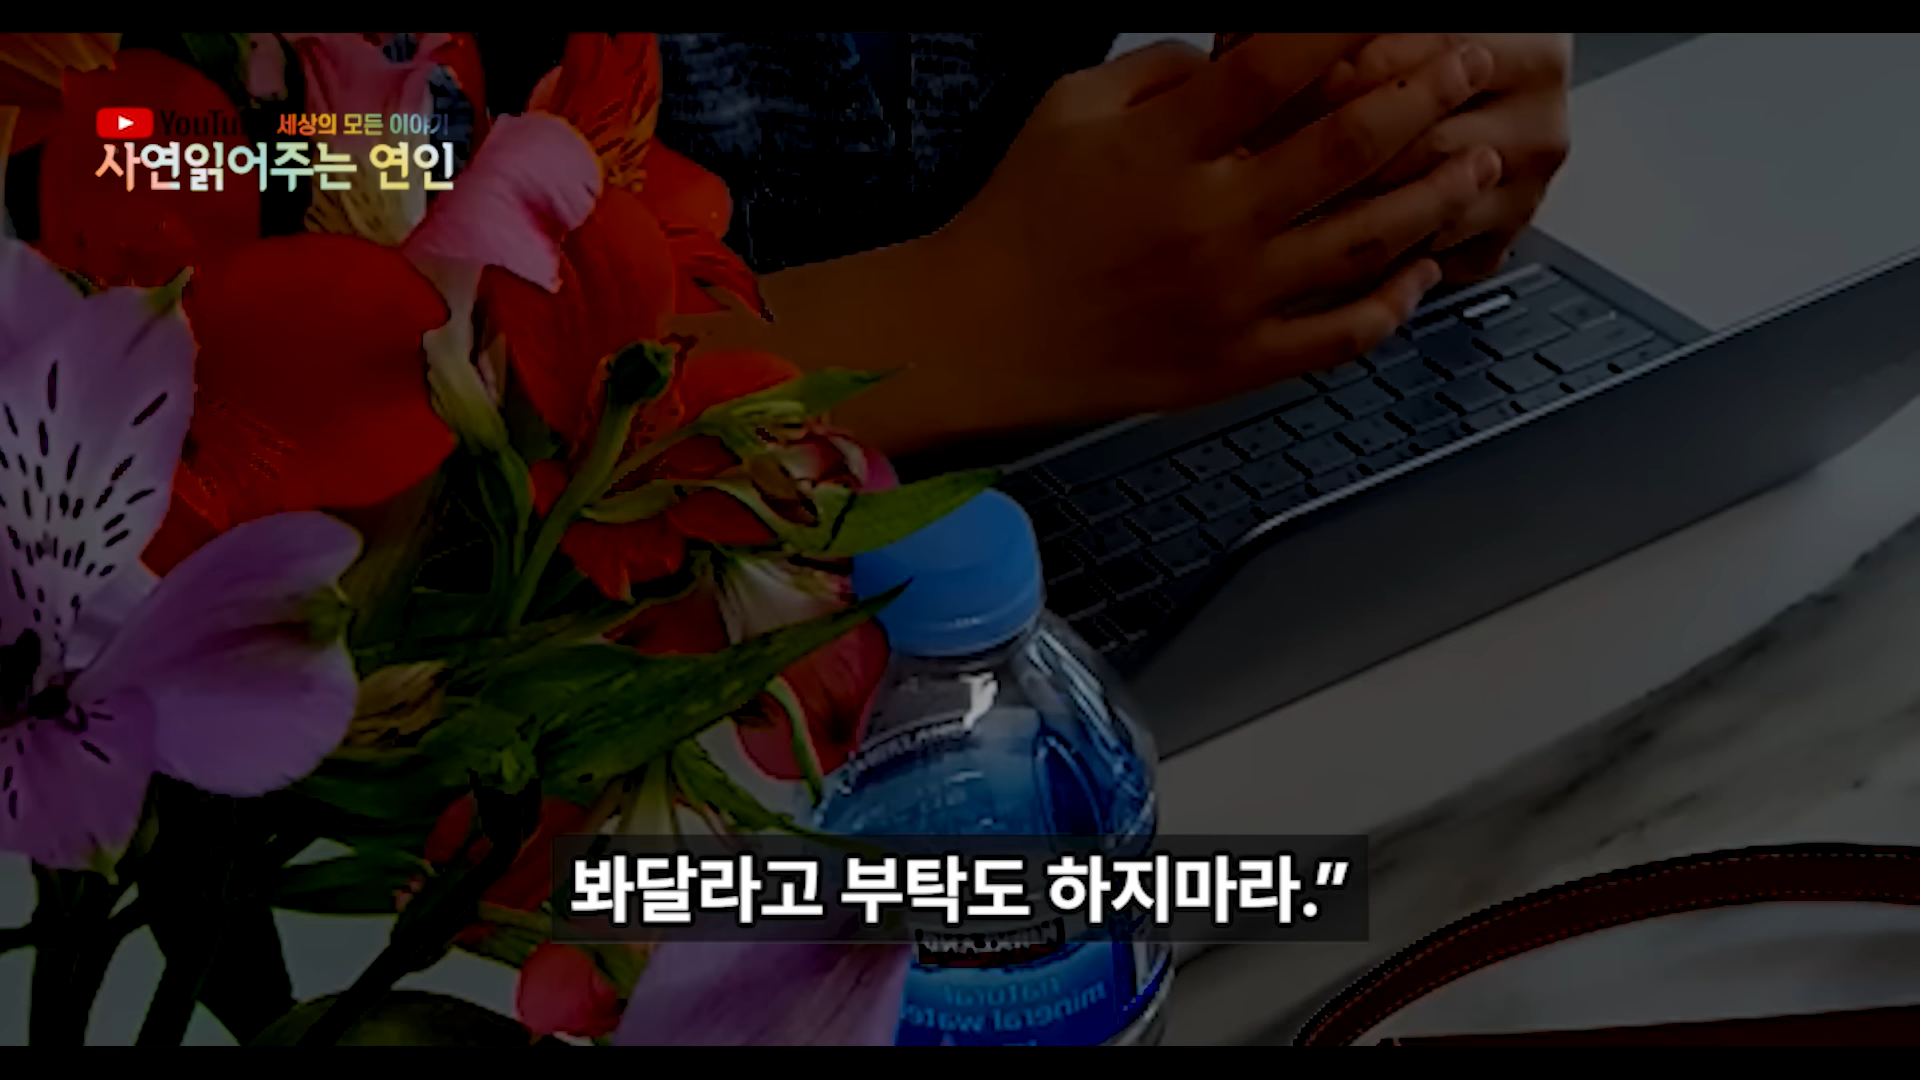 YouTube 세상의 모든 이야기
사연읽어주는 연인
봐달라고 부탁도 하지마라.”
natural
mineral water